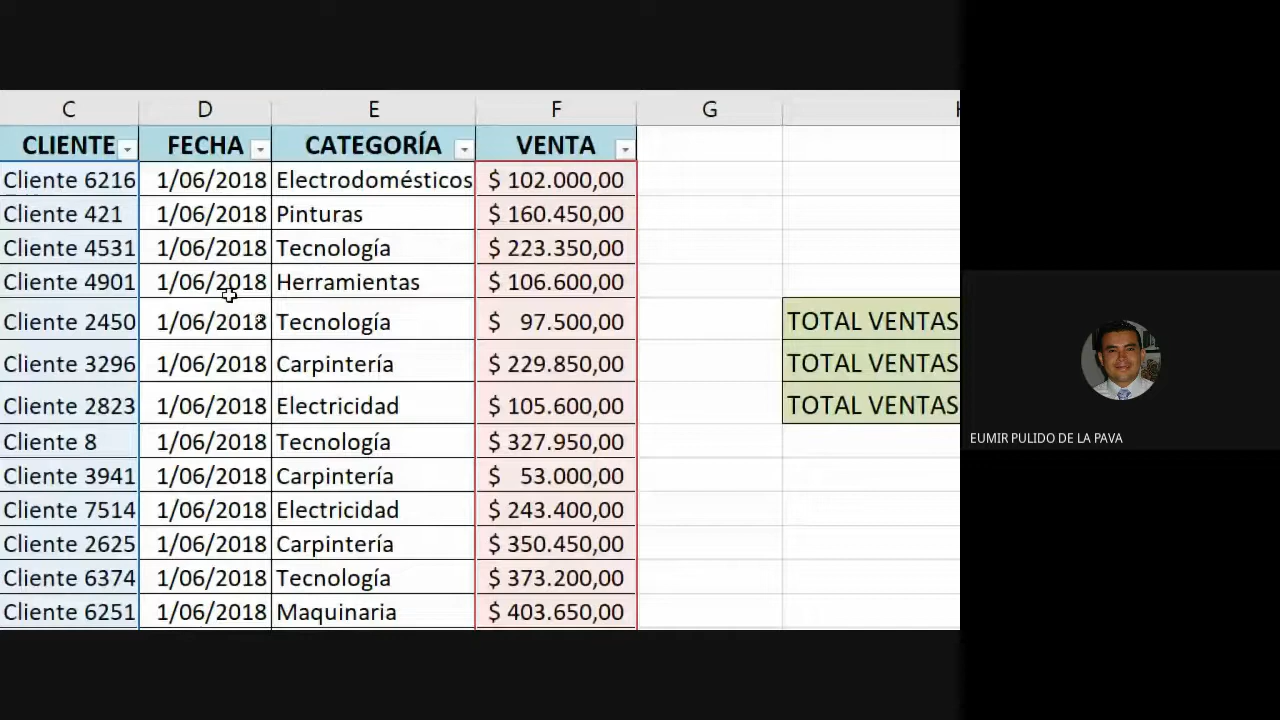 C D E F G
CLIENTE FECHA CATEGORÍA VENTA
Cliente 6216 1/06/2018 Electrodomésticos $ 102.000,00
Cliente 421 1/06/2018 Pinturas $ 160.450,00
Cliente 4531 1/06/2018 Tecnología $ 223.350,00
Cliente 4901 1/06/2018 Herramientas $ 106.600,00
Cliente 2450 1/06/2018 Tecnología $ 97.500,00 TOTAL VENTAS
Cliente 3296 1/06/2018 Carpintería $ 229.850,00 TOTAL VENTAS
Cliente 2823 1/06/2018 Electricidad $ 105.600,00 TOTAL VENTAS
Cliente 8 1/06/2018 Tecnología $ 327.950,00
Cliente 3941 1/06/2018 Carpintería $ 53.000,00
Cliente 7514 1/06/2018 Electricidad $ 243.400,00
Cliente 2625 1/06/2018 Carpintería $ 350.450,00
Cliente 6374 1/06/2018 Tecnología $ 373.200,00
Cliente 6251 1/06/2018 Maquinaria $ 403.650,00
EUMIR PULIDO DE LA PAVA